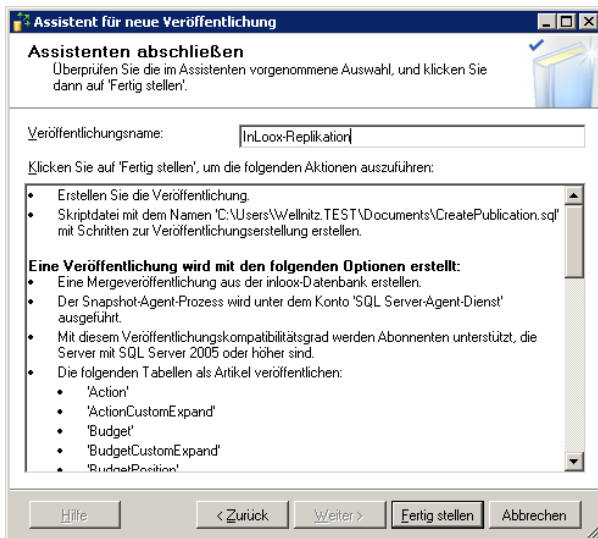 Assistent für neue Veröffentlichung
Assistenten abschließen
Überprüfen Sie die im Assistenten vorgenommene Auswahl, und klicken Sie
dann auf 'Fertig stellen'.
Veröffentlichungsname:
InLoox-Replikation
Klicken Sie auf 'Fertig stellen', um die folgenden Aktionen auszuführen:
• Erstellen Sie die Veröffentlichung.
• Skriptdatei mit dem Namen 'C:\Users\Wellnitz.TEST\Documents\CreatePublication.sql'
mit Schritten zur Veröffentlichungserstellung erstellen.
Eine Veröffentlichung wird mit den folgenden Optionen erstellt:
• Eine Mergeveröffentlichung aus der inloox-Datenbank erstellen.
• Der Snapshot-Agent-Prozess wird unter dem Konto 'SQL Server-Agent-Dienst'
ausgeführt.
• Mit diesem Veröffentlichungskompatibilitätsgrad werden Abonnenten unterstützt, die
Server mit SQL Server 2005 oder höher sind.
• Die folgenden Tabellen als Artikel veröffentlichen:
• 'Action'
• 'ActionCustomExpand'
• 'Budget'
• 'BudgetCustomExpand'
• 'BudgetPosition'
Hilfe
< Zurück
Weiter >
Fertig stellen
Abbrechen